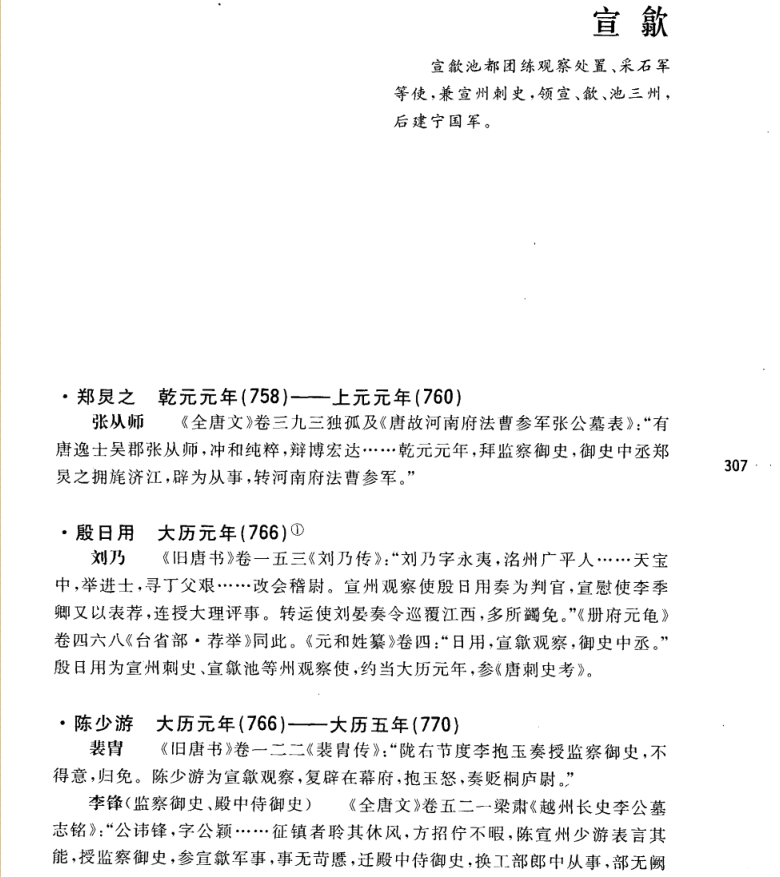 宣 歙
宣歙池都团练观察处置、采石军
等使,兼宣州刺史,领宣、歙、池三州,
后建宁国军。
·郑炅之 乾元元年(758)——上元元年(760)
张从师 《全唐文》卷三九三独孤及《唐故河南府法曹参军张公墓表》:“有
唐逸士吴郡张从师,冲和纯粹,辩博宏达……乾元元年,拜监察御史,御史中丞郑
炅之拥旄济江,辟为从事,转河南府法曹参军。”
307
·殷日用 大历元年(766)①
刘乃 《旧唐书》卷一五三《刘乃传》:“刘乃字永夷,洺州广平人……天宝
中,举进士,寻丁父艰……改会稽尉。宣州观察使殷日用奏为判官,宣慰使李季
卿又以表荐,连授大理评事。转运使刘晏奏令巡覆江西,多所蠲免。”《册府元龟》
卷四六八《台省部·荐举》同此。《元和姓纂》卷四:“日用,宣歙观察,御史中丞。”
殷日用为宣州刺史、宣歙池等州观察使,约当大历元年,参《唐刺史考》。
·陈少游 大历元年(766)——大历五年(770)
裴胄 《旧唐书》卷一二二《裴胄传》:“陇右节度李抱玉奏授监察御史,不
得意,归免。陈少游为宣歙观察,复辟在幕府,抱玉怒,奏贬桐庐尉。”
李锋(监察御史、殿中侍御史) 《全唐文》卷五二一梁肃《越州长史李公墓
志铭》:“公讳锋,字公颖……征镇者聆其休风,方招佇不暇,陈宣州少游表言其
能,授监察御史,参宣歙军事,事无苛慝,迁殿中侍御史,换工部郎中从事,部无阙